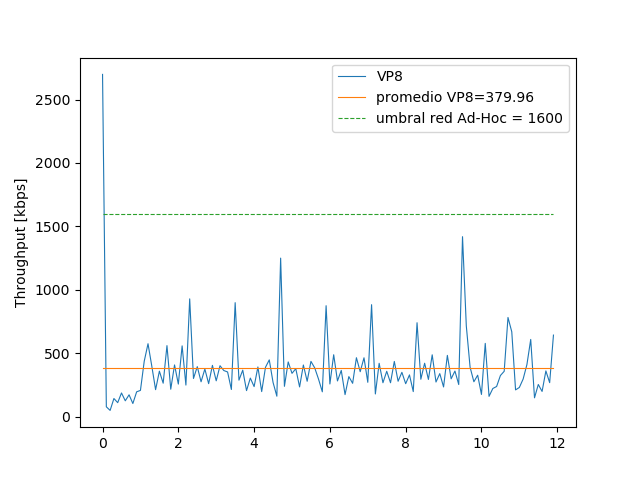 VP8
promedio VP8=379.96
umbral red Ad-Hoc = 1600
Throughput [kbps]
2500
2000
1500
1000
500
0
0 2 4 6 8 10 12